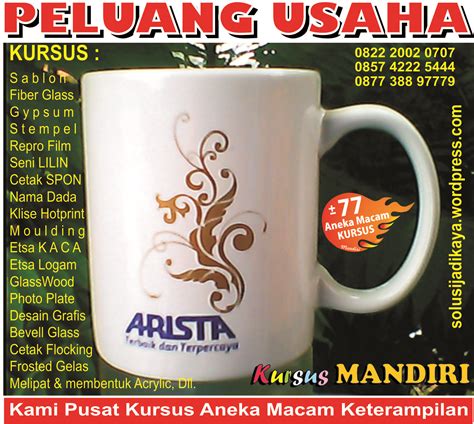 PELUANG USAHA
KURSUS :
0822 2002 0707
0857 4222 5444
0877 388 97779
Sablon
Fiber Glass
Gypsum
Stempel
Repro Film
Seni LILIN
Cetak SPON
Nama Dada
Klise Hotprint
Moulding
Etsa KACA
Etsa Logam
GlassWood
Photo Plate
Desain Grafis
Bevell Glass
Cetak Flocking
Frosted Gelas
Melipat & membentuk Acrylic, Dll.
± 77
Aneka Macam
KURSUS
Mandiri
solusijadikaya.wordpress.com
ARISTA
Terbaik dan Terpercaya
Kursus MANDIRI
Kami Pusat Kursus Aneka Macam Keterampilan